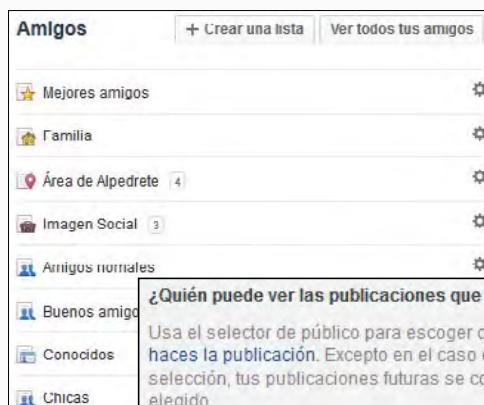 Amigos
+ Crear una lista
Ver todos tus amigos
Mejores amigos
Familia
Área de Alpedrete 4
Imagen Social 3
Amigos normales
Buenos amigo
Conocidos
Chicas
¿Quién puede ver las publicaciones que
Usa el selector de público para escoger
haces la publicación. Excepto en el caso
selección, tus publicaciones futuras se
elegido